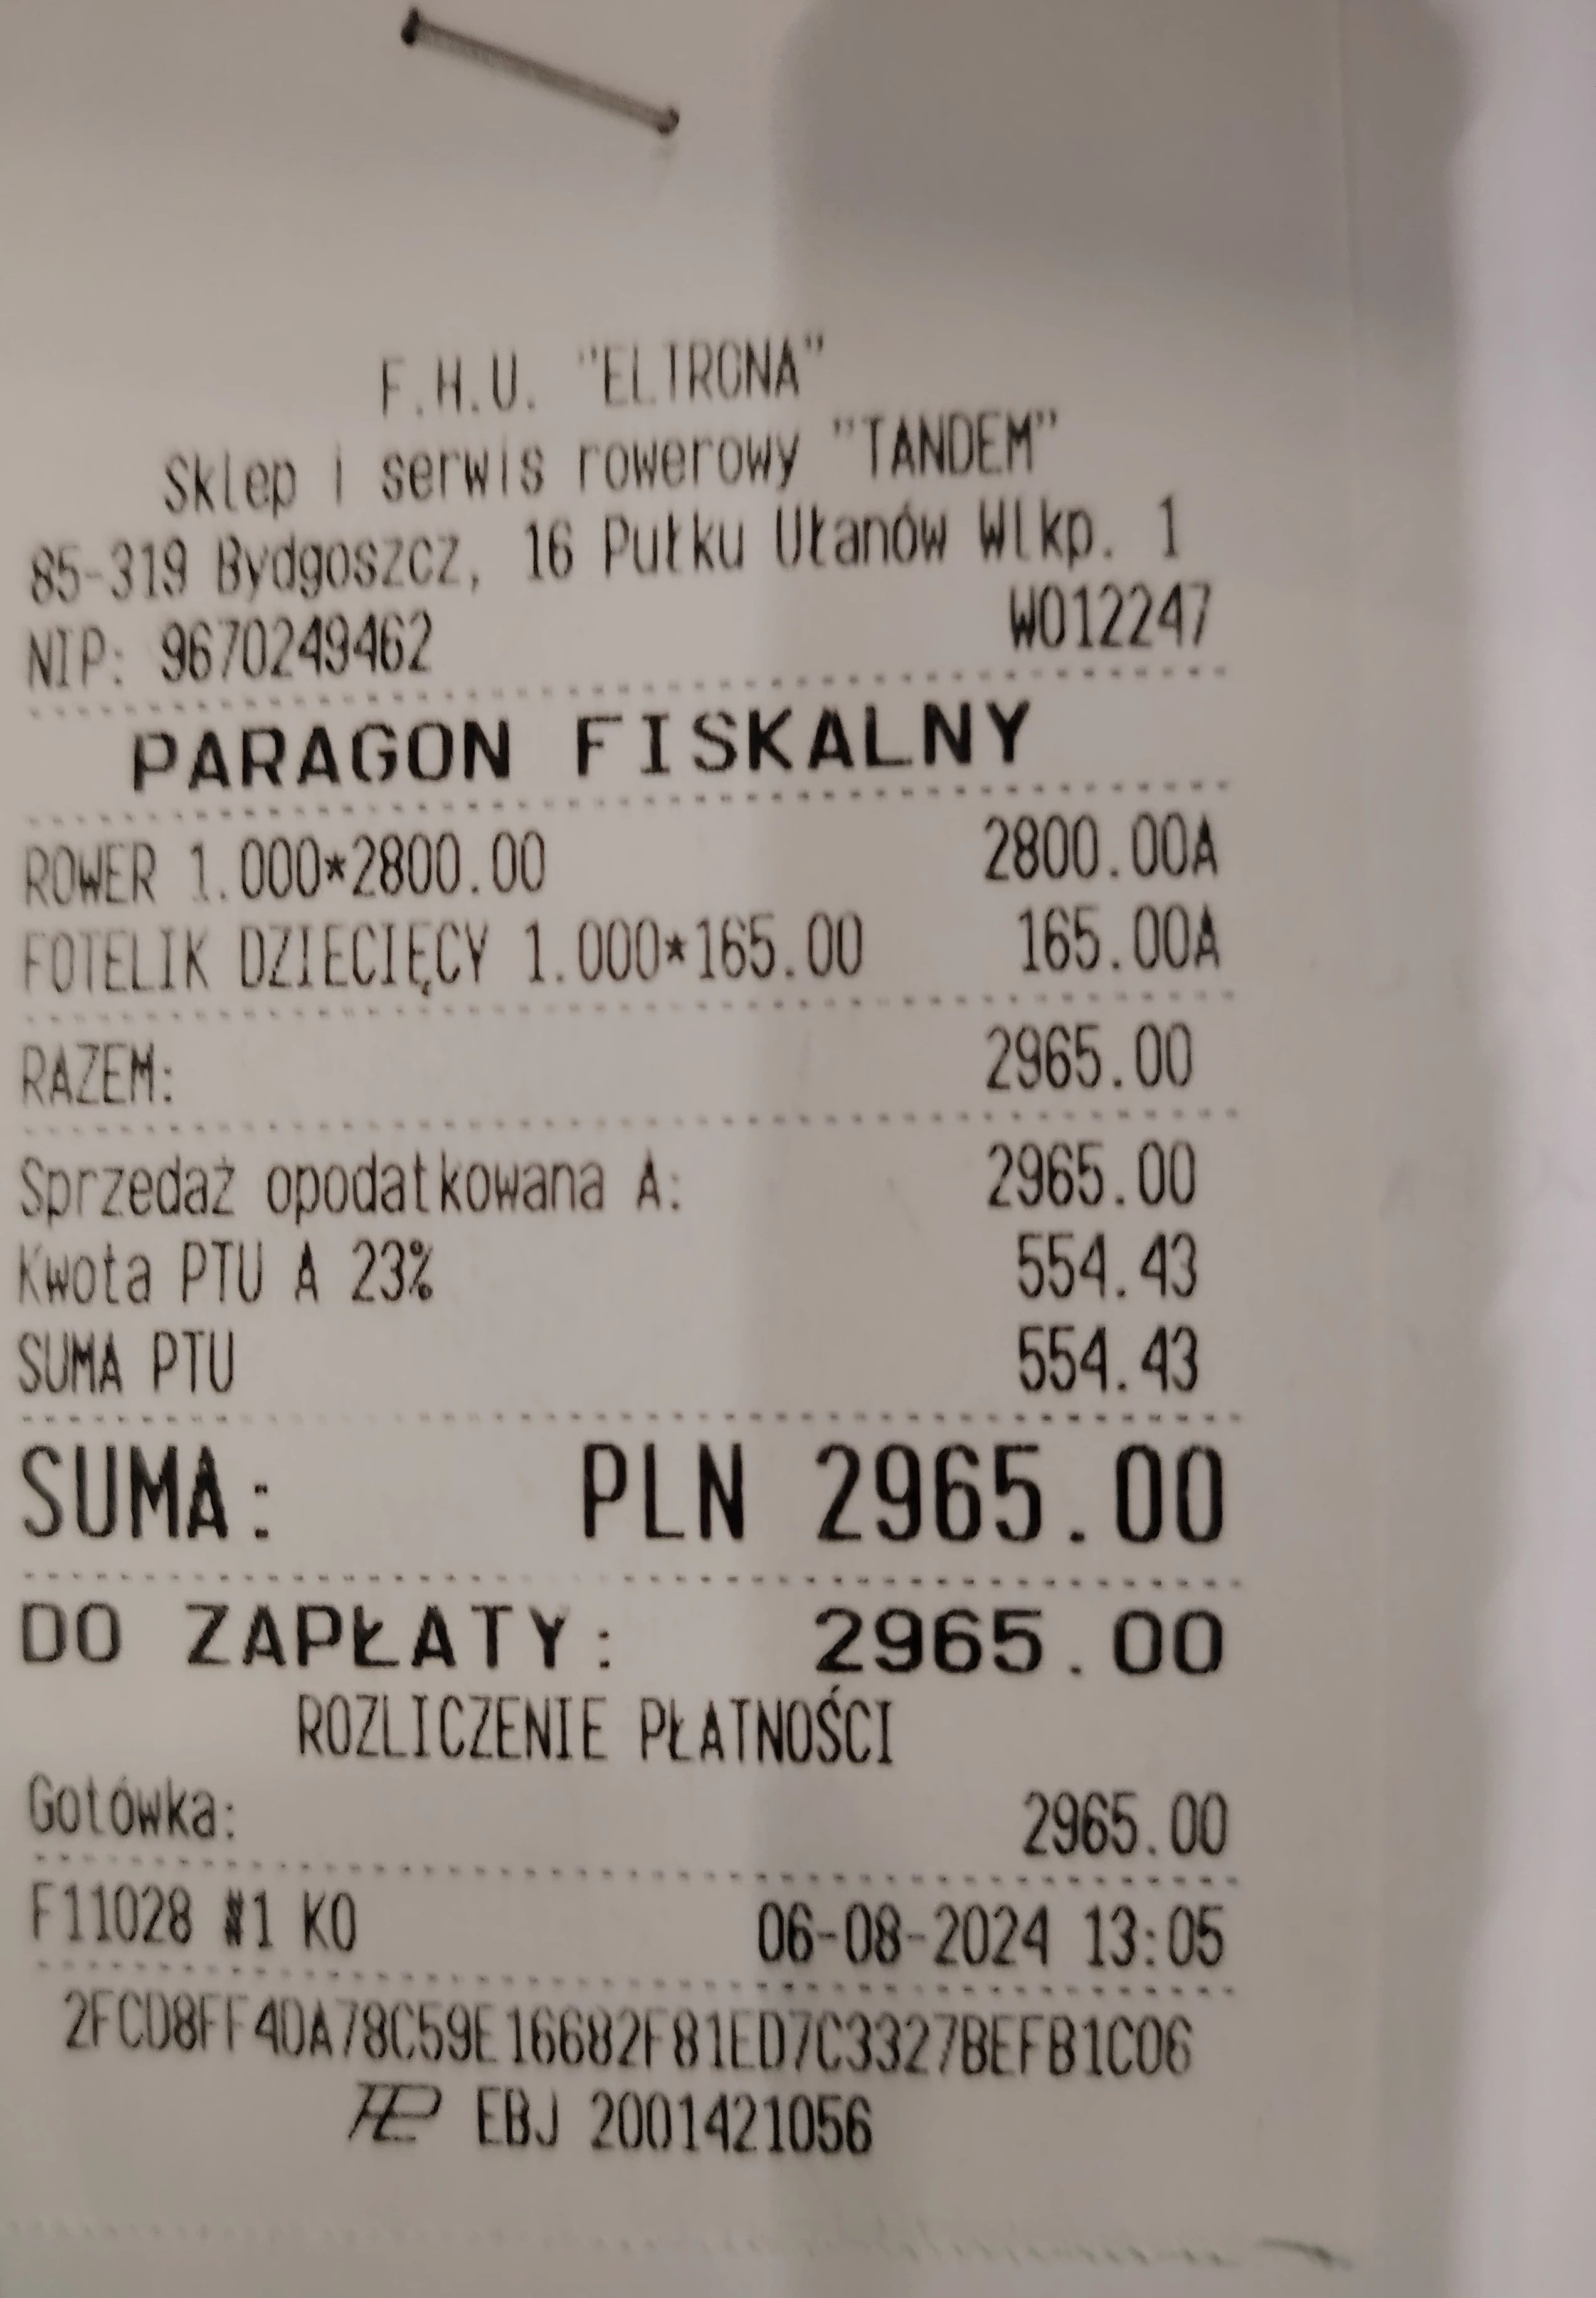 F.H.U. "ELTRONA"
Sklep i serwis rowerowy "TANDEM"
85-319 Bydgoszcz, 16 Pułku Ułanów Wlkp. 1
NIP: 9670249462 W012247
PARAGON FISKALNY
ROWER 1.000*2800.00 2800.00A
FOTELIK DZIECIĘCY 1.000*165.00 165.00A
RAZEM: 2965.00
Sprzedaż opodatkowana A: 2965.00
Kwota PTU A 23% 554.43
SUMA PTU 554.43
SUMA: PLN 2965.00
DO ZAPŁATY: 2965.00
ROZLICZENIE PŁATNOŚCI
Gotówka: 2965.00
F11028 #1 KO 06-08-2024 13:05
2FCD8FF4DA78C59E16682F81ED7C3327BEFB1C06
EBJ 2001421056